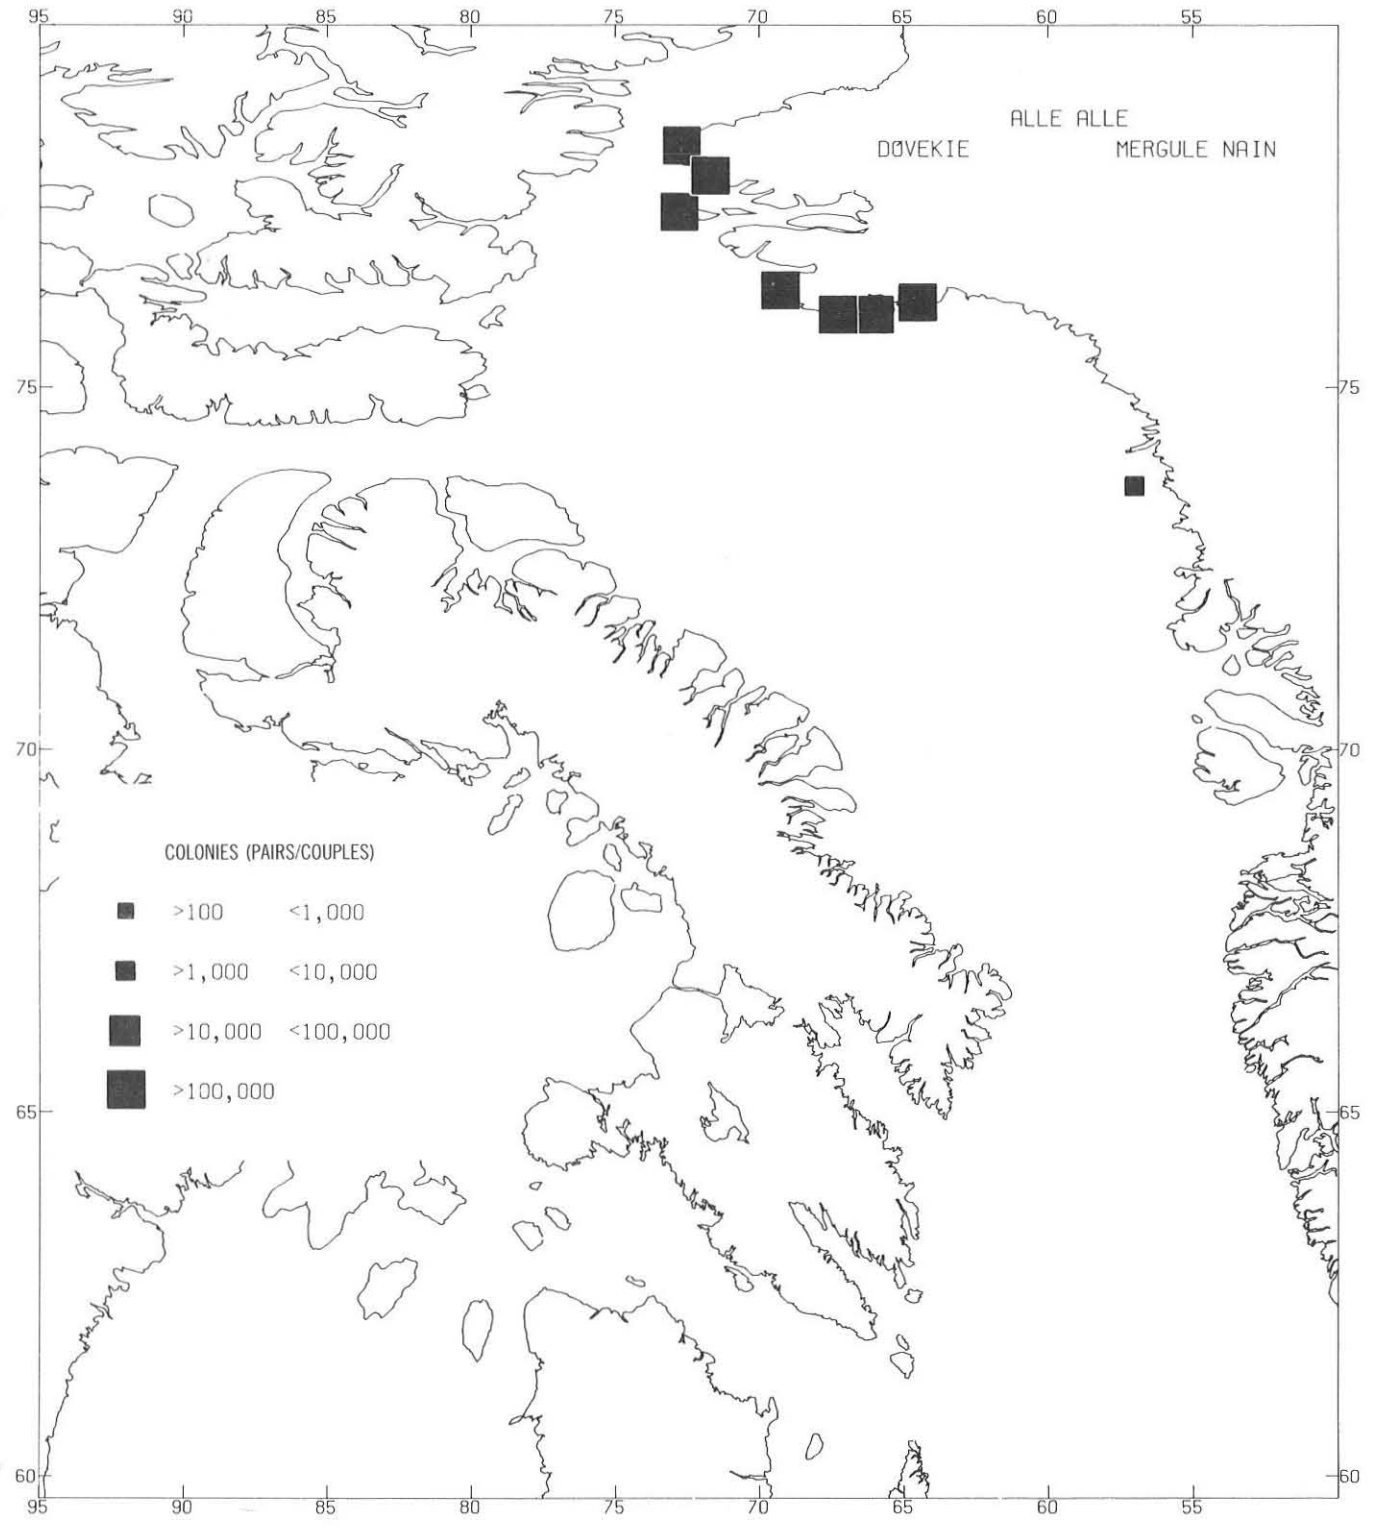 95 90 85 80 75 70 65 60 55
ALLE ALLE
DOVEKIE MERGULE NAIN
75 75
70 70
COLONIES (PAIRS/COUPLES)
>100 <1,000
>1,000 <10,000
>10,000 <100,000
>100,000
65 65
60 60
95 90 85 80 75 70 65 60 55